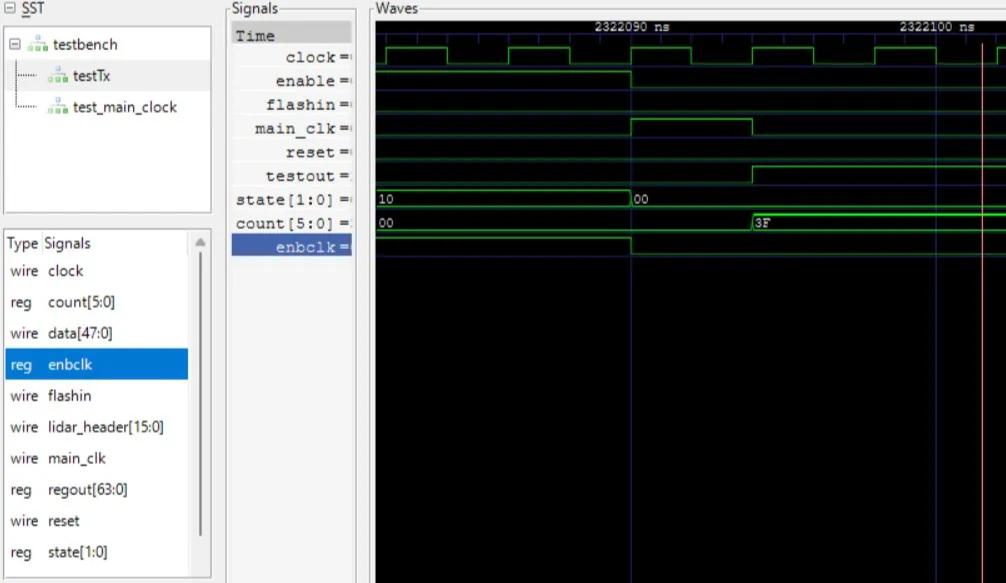 SST
testbench
testTx
test_main_clock
Type Signals
wire clock
reg count[5:0]
wire data[47:0]
reg enbclk
wire flashin
wire lidar_header[15:0]
wire main_clk
reg regout[63:0]
wire reset
reg state[1:0]
Signals
Time
clock=
enable=
flashin=
main_clk=
reset=
testout=
state[1:0]=
count[5:0]=
enbclk=
Waves
2322090 ns 2322100 ns
10 00
00 3F